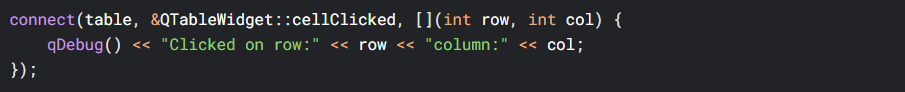 connect(table, &QTableWidget::cellClicked, [](int row, int col) {
    qDebug() << "Clicked on row:" << row << "column:" << col;
});